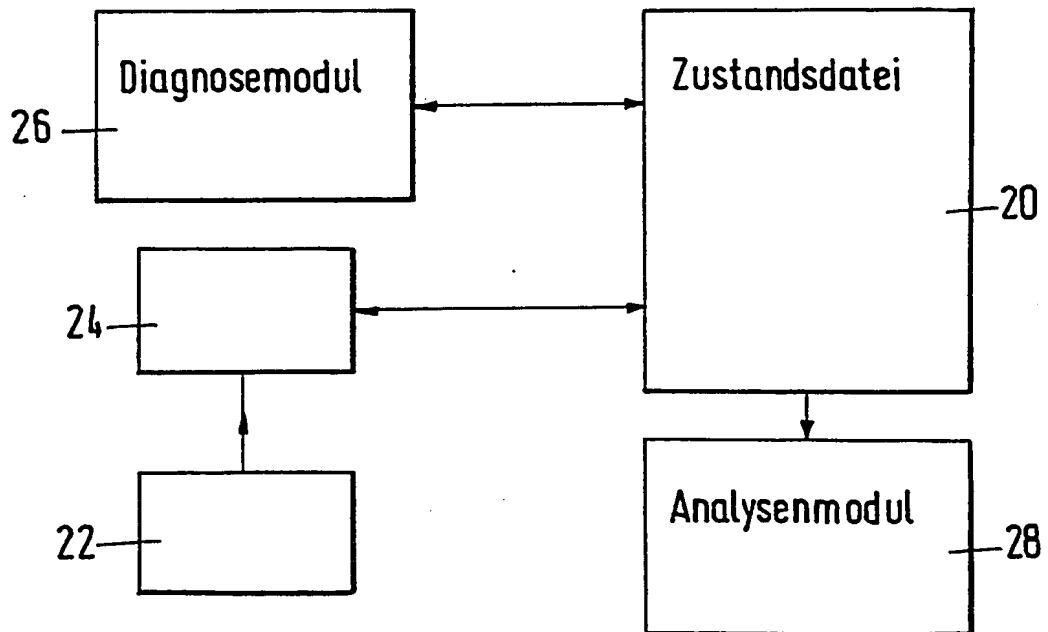 Diagnosemodul
Zustandsdatei
26
20
24
22
Analysenmodul
28